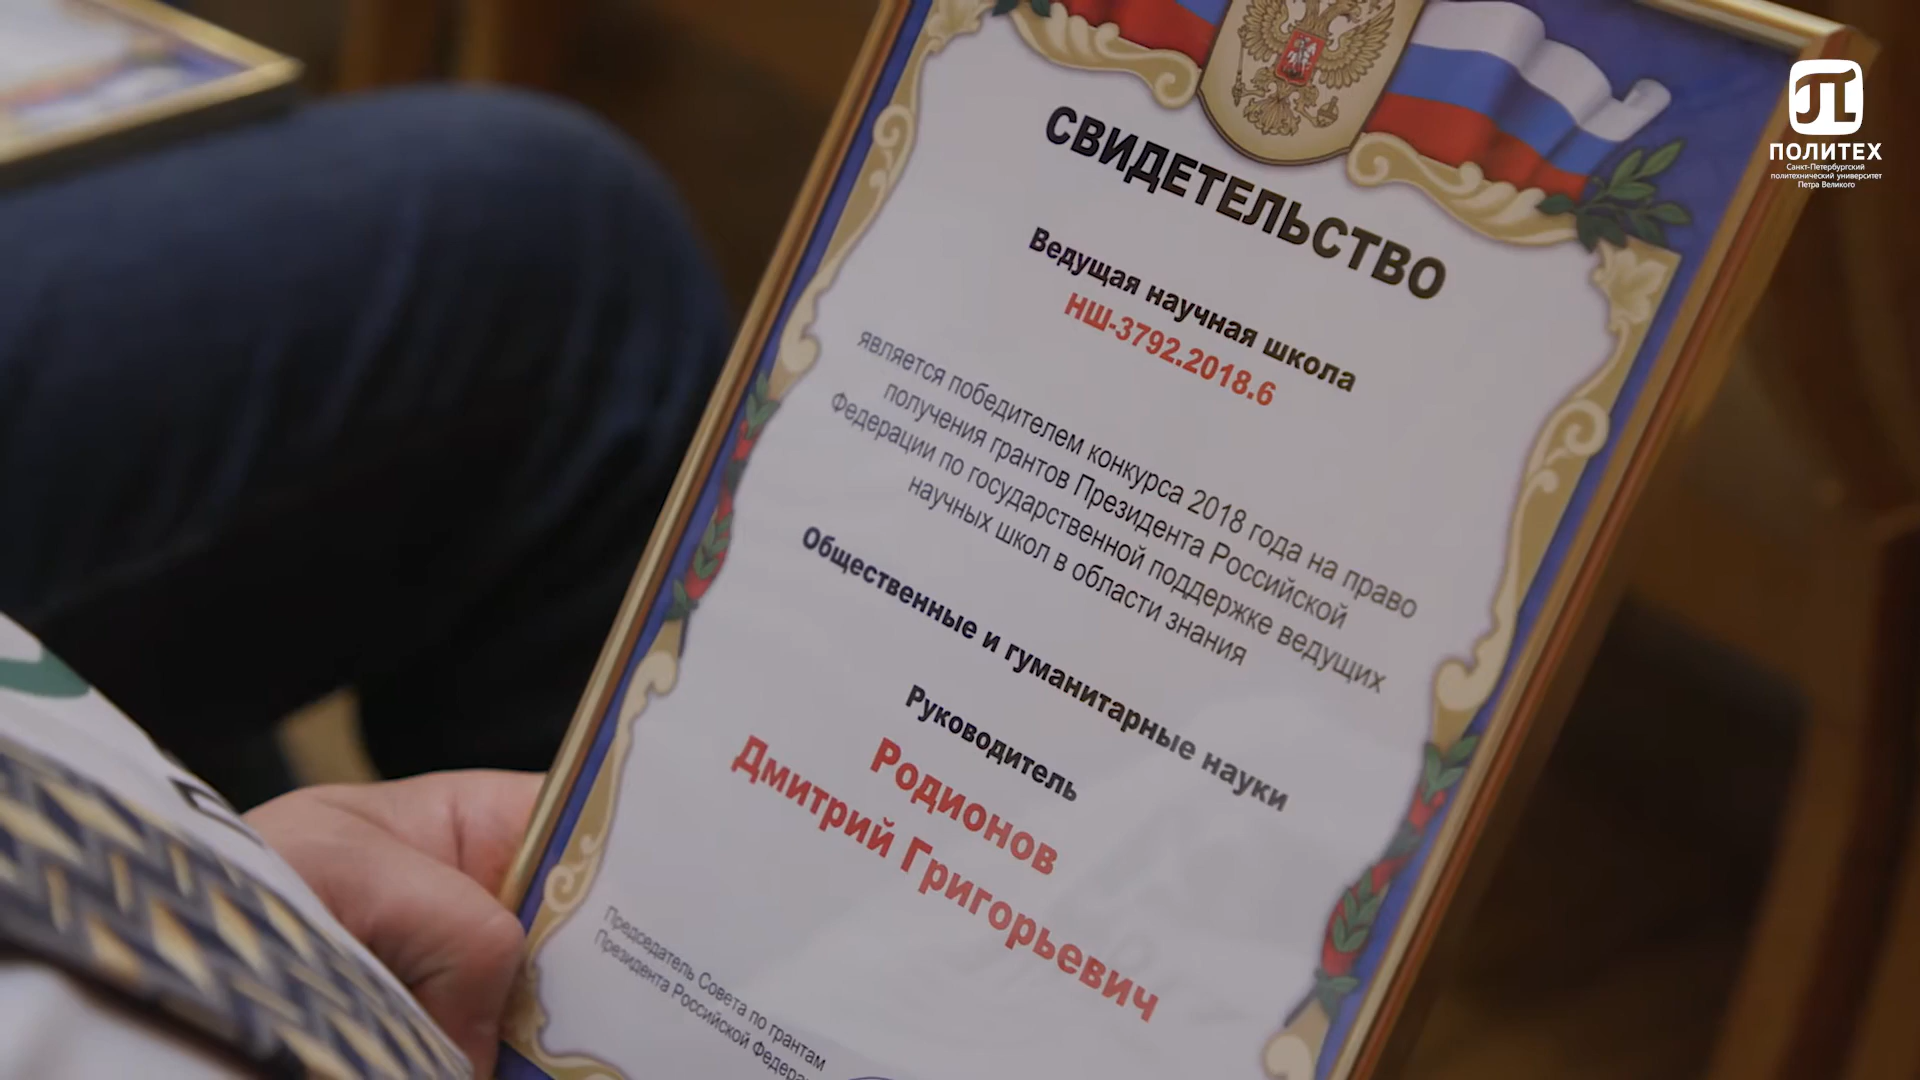 СВИДЕТЕЛЬСТВО
Ведущая научная школа
НШ-3792.2018.6
является победителем конкурса 2018 года на право
получения грантов Президента Российской
Федерации по государственной поддержке ведущих
научных школ в области знания
Общественные и гуманитарные науки
Руководитель
Родионов
Дмитрий Григорьевич
Председатель Совета по грантам
Президента Российской Федера
ПОЛИТЕХ
Санкт-Петербургский
политехнический университет
Петра Великого